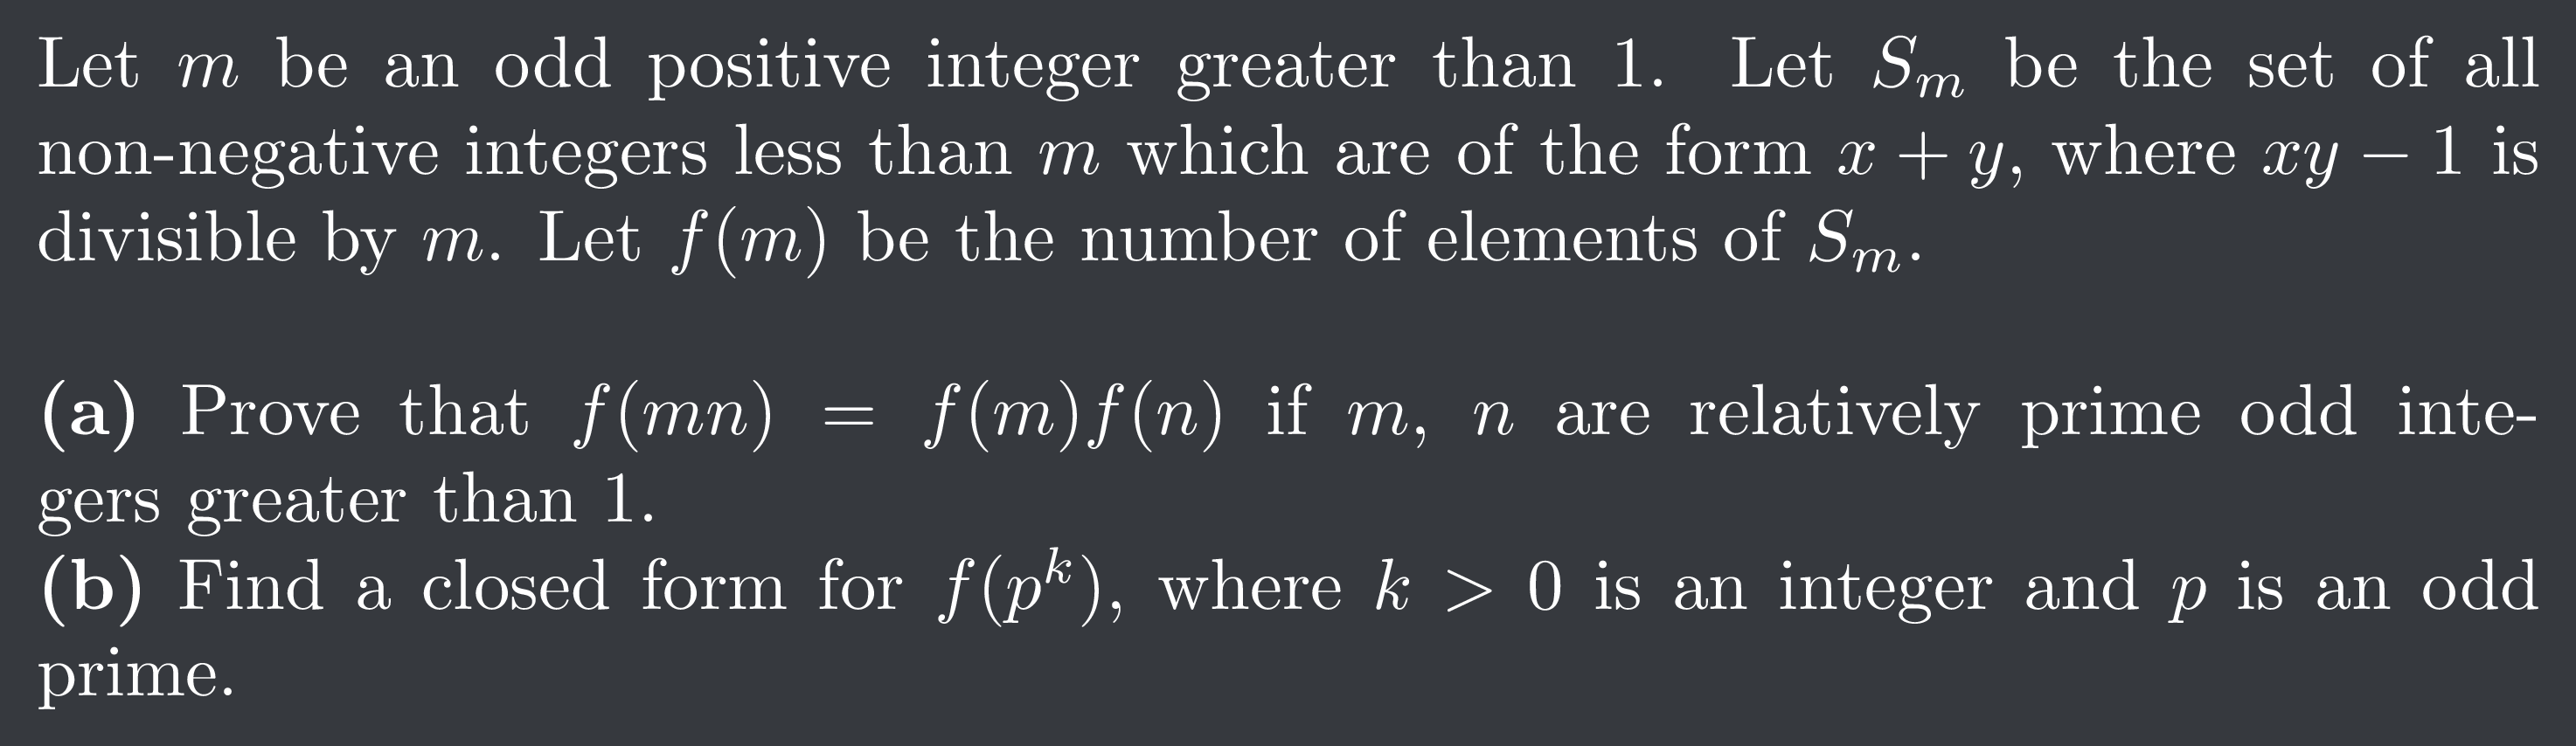 Let m be an odd positive integer greater than 1. Let Sₘ be the set of all
non-negative integers less than m which are of the form x + y, where xy − 1 is
divisible by m. Let f(m) be the number of elements of Sₘ.
(a) Prove that f(mn) = f(m)f(n) if m, n are relatively prime odd inte-
gers greater than 1.
(b) Find a closed form for f(pᵏ), where k > 0 is an integer and p is an odd
prime.